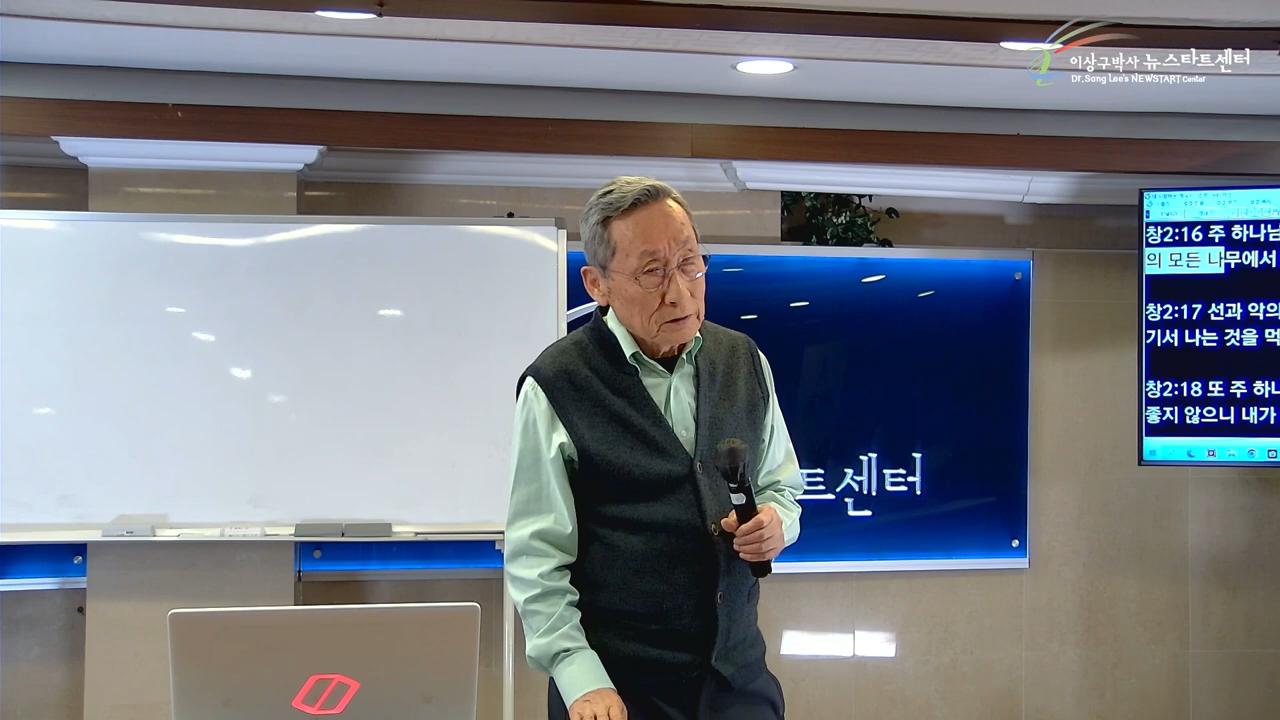 이상구박사 뉴스타트센터
Dr. Sang Lee's NEWSTART Center
창2:16 주 하나님
의 모든 나무에서
창2:17 선과 악의
기서 나는 것을 먹
창2:18 또 주 하나
좋지 않으니 내가
트센터